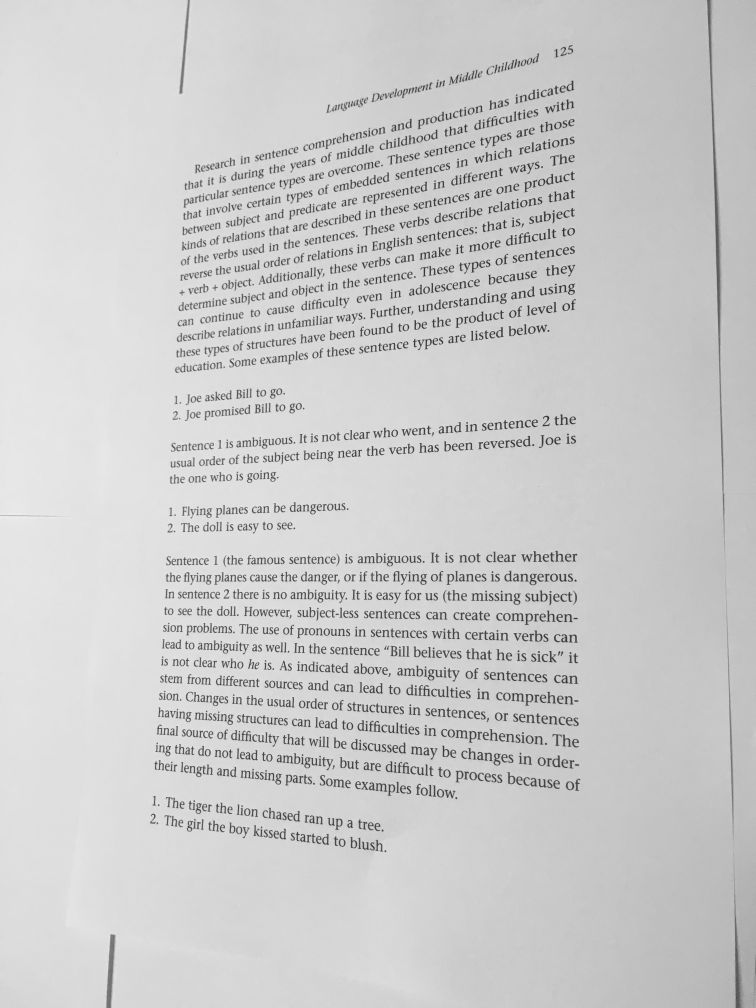 Language Development in Middle Childhood 125
Research in sentence comprehension and production has indicated
that it is during the years of middle childhood that difficulties with
particular sentence types are overcome. These sentence types are those
that involve certain types of embedded sentences in which relations
between subject and predicate are represented in different ways. The
kinds of relations that are described in these sentences are one product
of the verbs used in the sentences. These verbs describe relations that
reverse the usual order of relations in English sentences: that is, subject
+ verb + object. Additionally, these verbs can make it more difficult to
determine subject and object in the sentence. These types of sentences
can continue to cause difficulty even in adolescence because they
describe relations in unfamiliar ways. Further, understanding and using
these types of structures have been found to be the product of level of
education. Some examples of these sentence types are listed below.
1. Joe asked Bill to go.
2. Joe promised Bill to go.
Sentence 1 is ambiguous. It is not clear who went, and in sentence 2 the
usual order of the subject being near the verb has been reversed. Joe is
the one who is going.
1. Flying planes can be dangerous.
2. The doll is easy to see.
Sentence 1 (the famous sentence) is ambiguous. It is not clear whether
the flying planes cause the danger, or if the flying of planes is dangerous.
In sentence 2 there is no ambiguity. It is easy for us (the missing subject)
to see the doll. However, subject-less sentences can create comprehen-
sion problems. The use of pronouns in sentences with certain verbs can
lead to ambiguity as well. In the sentence “Bill believes that he is sick” it
is not clear who he is. As indicated above, ambiguity of sentences can
stem from different sources and can lead to difficulties in comprehen-
sion. Changes in the usual order of structures in sentences, or sentences
having missing structures can lead to difficulties in comprehension. The
final source of difficulty that will be discussed may be changes in order-
ing that do not lead to ambiguity, but are difficult to process because of
their length and missing parts. Some examples follow.
1. The tiger the lion chased ran up a tree.
2. The girl the boy kissed started to blush.